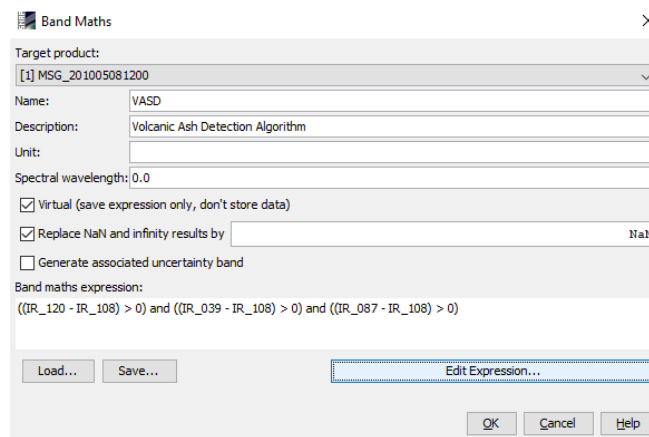 Band Maths
Target product:
[1] MSG_201005081200
Name: VASD
Description: Volcanic Ash Detection Algorithm
Unit:
Spectral wavelength: 0.0
Virtual (save expression only, don't store data)
Replace NaN and infinity results by NaN
Generate associated uncertainty band
Band maths expression:
((IR_120 - IR_108) > 0) and ((IR_039 - IR_108) > 0) and ((IR_087 - IR_108) > 0)
Load... Save... Edit Expression...
OK Cancel Help